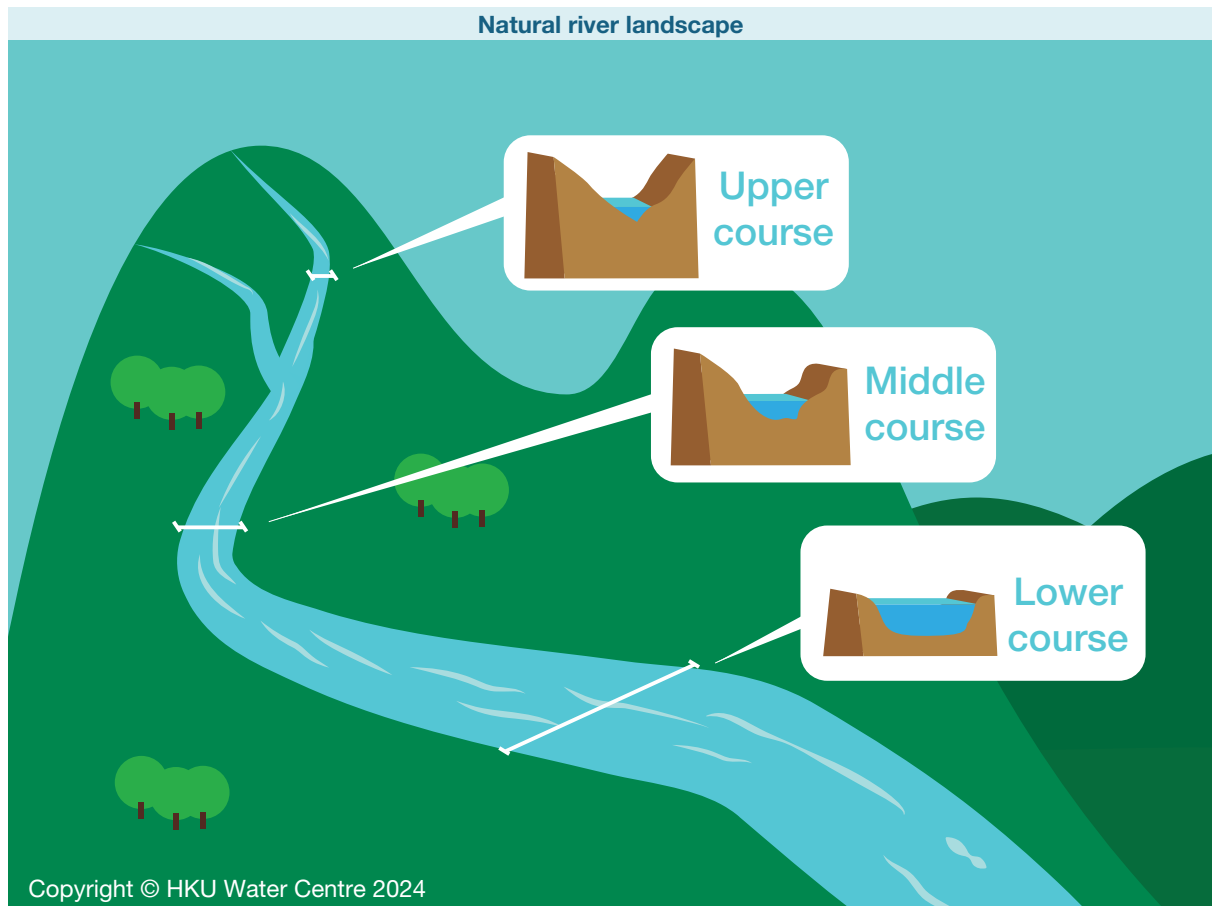 Natural river landscape
Upper
course
Middle
course
Lower
course
Copyright © HKU Water Centre 2024